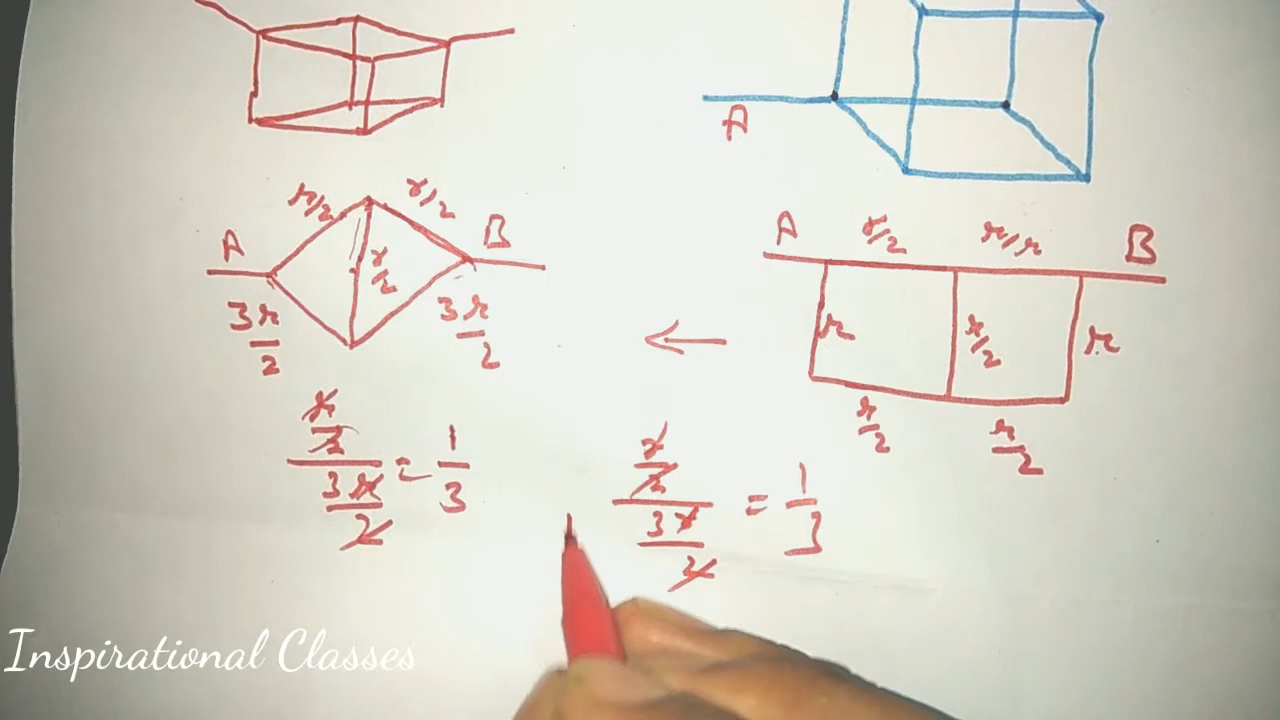 A
r/2
r/2
B
r/2
3r/2
3r/2
A
r/2
r/r
B
r
r/2
r
r/2
r/2
r/2 / 3r/2 = 1/3
r/2 / 3r/2 = 1/3
Inspirational Classes